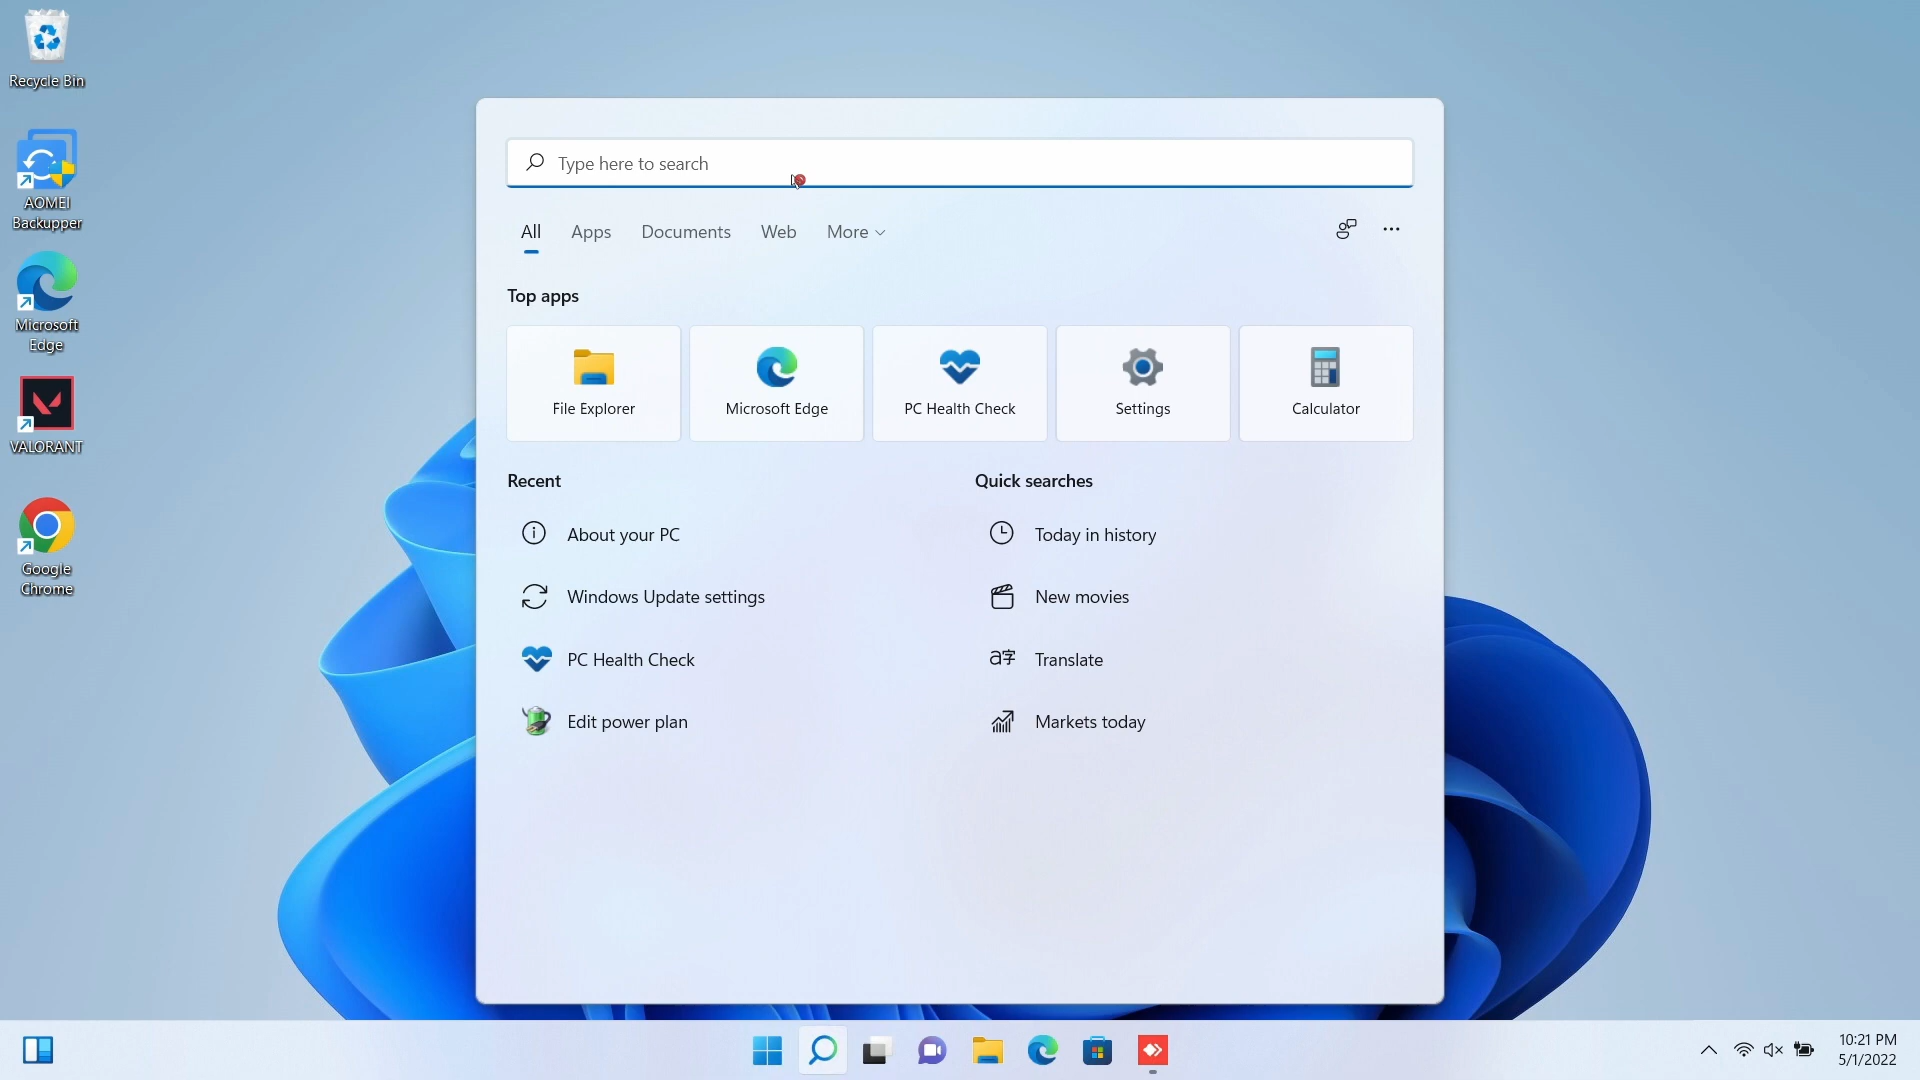 Recycle Bin
AOMEI
Backupper
Microsoft
Edge
VALORANT
Google
Chrome
Type here to search
All Apps Documents Web More
Top apps
File Explorer Microsoft Edge PC Health Check Settings Calculator
Recent
About your PC
Windows Update settings
PC Health Check
Edit power plan
Quick searches
Today in history
New movies
Translate
Markets today
10:21 PM
5/1/2022